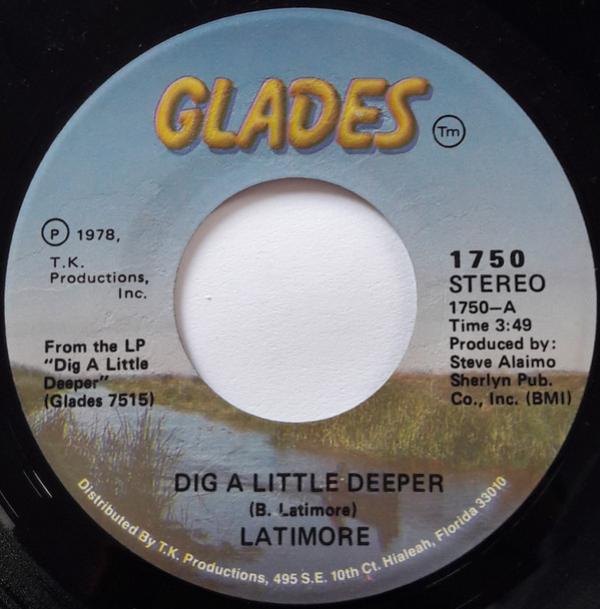 GLADES
Tm
℗ 1978,
T.K.
Productions,
Inc.
From the LP
"Dig A Little
Deeper"
(Glades 7515)
1750
STEREO
1750—A
Time 3:49
Produced by:
Steve Alaimo
Sherlyn Pub.
Co., Inc. (BMI)
DIG A LITTLE DEEPER
(B. Latimore)
LATIMORE
Distributed By T.K. Productions, 495 S.E. 10th Ct. Hialeah, Florida 33010